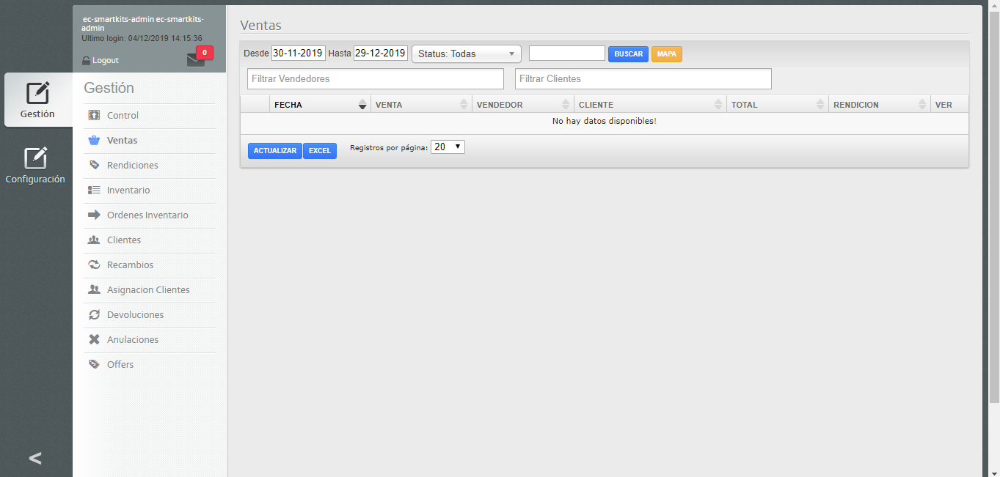 ec-smartkits-admin ec-smartkits-
admin
Ultimo login: 04/12/2019 14:15:36
0
Logout
Gestión
Configuración
<
Gestión
Control
Ventas
Rendiciones
Inventario
Ordenes Inventario
Clientes
Recambios
Asignacion Clientes
Devoluciones
Anulaciones
Offers
Ventas
Desde 30-11-2019 Hasta 29-12-2019 Status: Todas BUSCAR MAPA
Filtrar Vendedores Filtrar Clientes
FECHA VENTA VENDEDOR CLIENTE TOTAL RENDICION VER
No hay datos disponibles!
ACTUALIZAR EXCEL Registros por página: 20